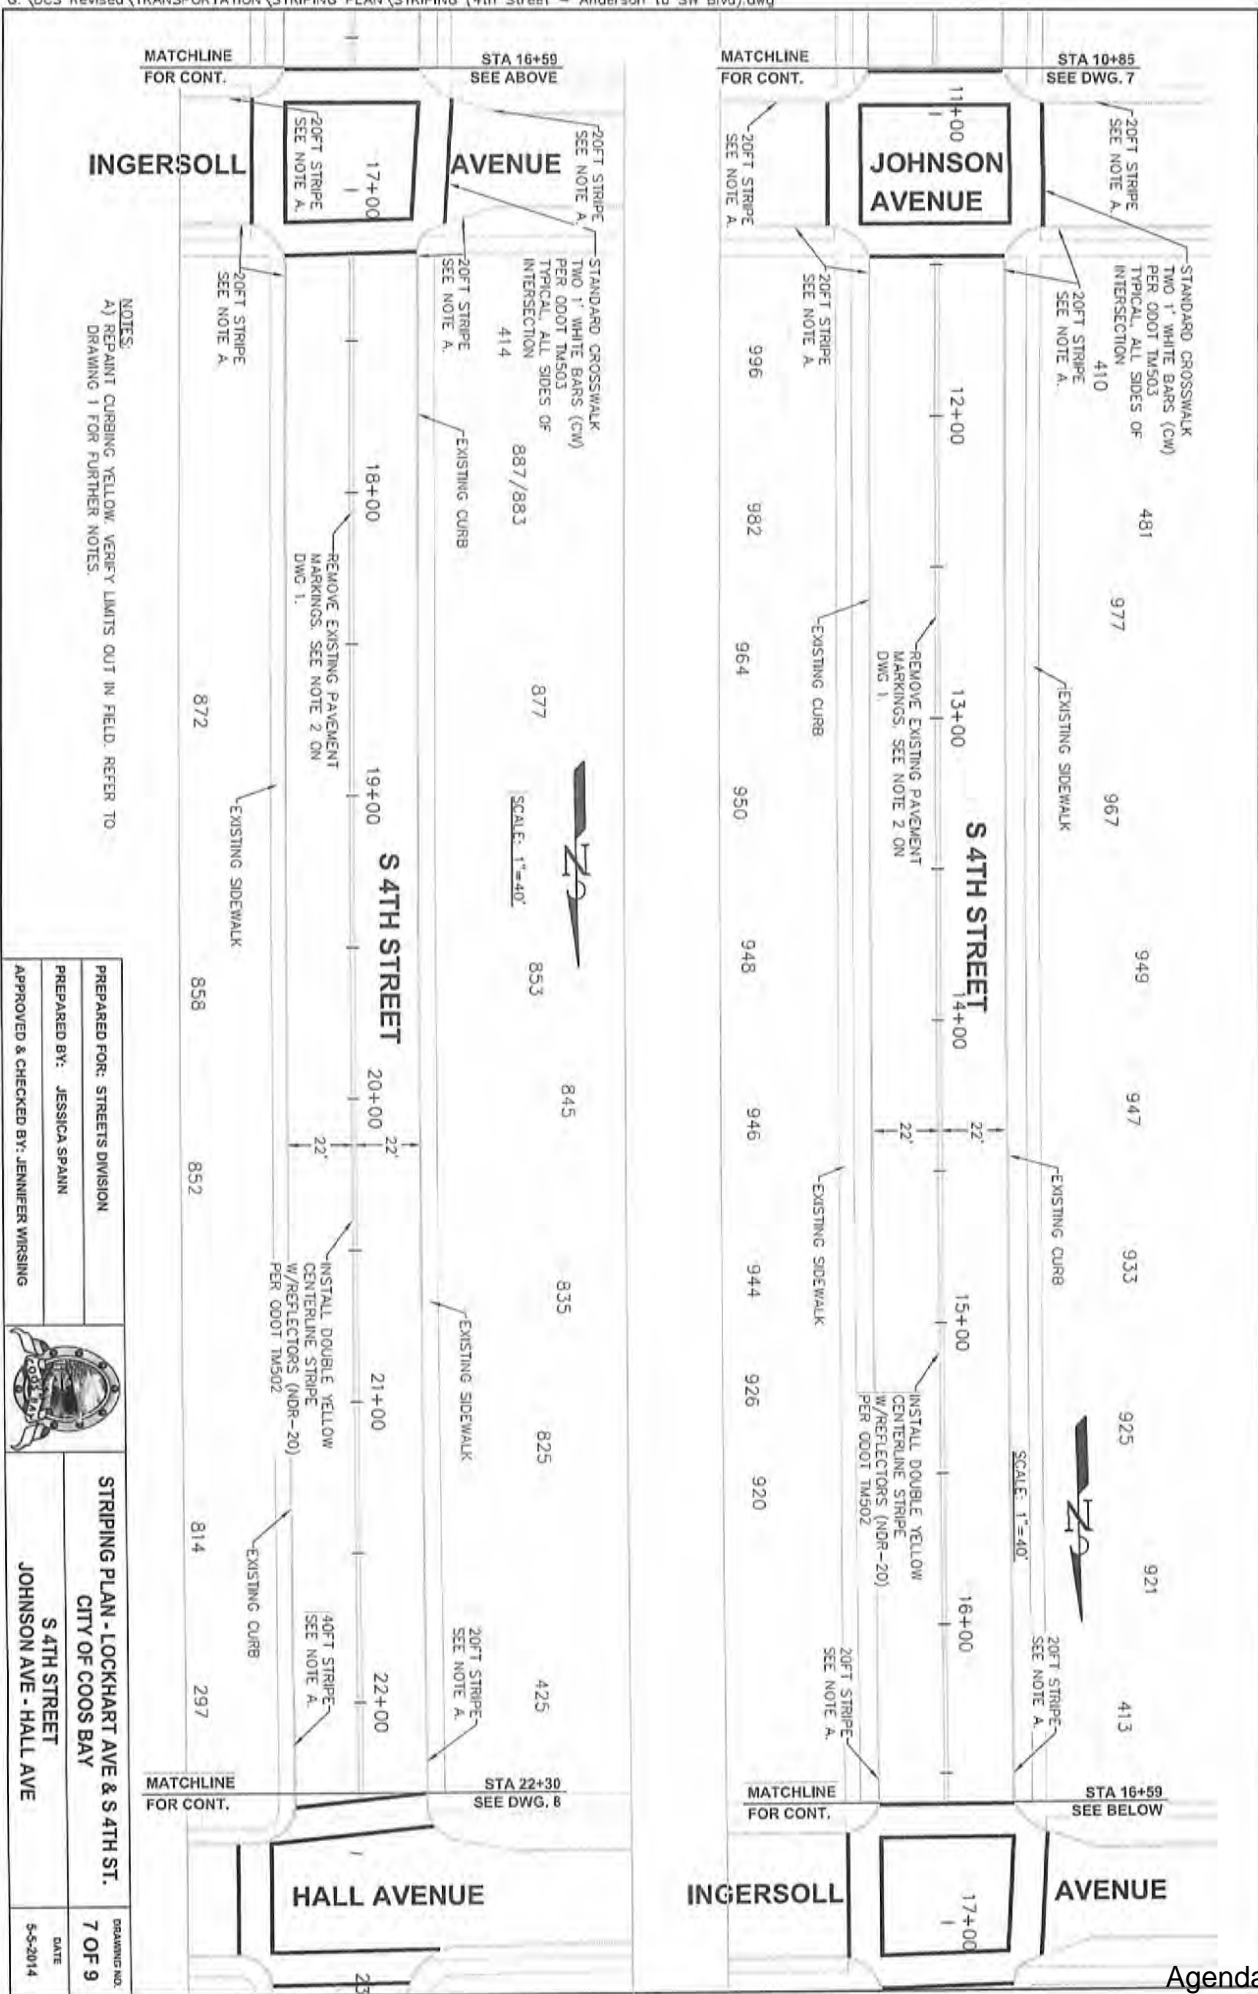 G: \DCS Revised\TRANSPORTATION\STRIPING PLAN\STRIPING (4th Street - Anderson to SW Blvd).dwg
MATCHLINE
FOR CONT.
STA 10+85
SEE DWG. 7
JOHNSON
AVENUE
11+00
20FT STRIPE
SEE NOTE A.
20FT STRIPE
SEE NOTE A.
20FT STRIPE
SEE NOTE A.
20FT STRIPE
SEE NOTE A.
STANDARD CROSSWALK
TWO 1' WHITE BARS (CW)
PER ODOT TM503
TYPICAL, ALL SIDES OF
INTERSECTION
410
481
977
967
949
947
933
925
921
413
EXISTING SIDEWALK
EXISTING CURB
12+00
13+00
S 4TH STREET
14+00
15+00
16+00
17+00
22'
22'
REMOVE EXISTING PAVEMENT
MARKINGS. SEE NOTE 2 ON
DWG 1.
INSTALL DOUBLE YELLOW
CENTERLINE STRIPE
W/REFLECTORS (NDR-20)
PER ODOT TM502
SCALE: 1"=40'
N
EXISTING CURB
EXISTING SIDEWALK
996
982
964
950
948
946
944
926
920
20FT STRIPE
SEE NOTE A.
20FT STRIPE
SEE NOTE A.
MATCHLINE
FOR CONT.
STA 16+59
SEE BELOW
INGERSOLL
AVENUE
MATCHLINE
FOR CONT.
STA 16+59
SEE ABOVE
INGERSOLL
AVENUE
17+00
20FT STRIPE
SEE NOTE A.
20FT STRIPE
SEE NOTE A.
20FT STRIPE
SEE NOTE A.
20FT STRIPE
SEE NOTE A.
STANDARD CROSSWALK
TWO 1' WHITE BARS (CW)
PER ODOT TM503
TYPICAL, ALL SIDES OF
INTERSECTION
414
887/883
877
853
845
835
825
425
EXISTING CURB
EXISTING SIDEWALK
SCALE: 1"=40'
N
18+00
19+00
S 4TH STREET
20+00
21+00
22+00
23
22'
22'
REMOVE EXISTING PAVEMENT
MARKINGS. SEE NOTE 2 ON
DWG 1.
INSTALL DOUBLE YELLOW
CENTERLINE STRIPE
W/REFLECTORS (NDR-20)
PER ODOT TM502
EXISTING SIDEWALK
EXISTING CURB
872
858
852
814
297
20FT STRIPE
SEE NOTE A.
40FT STRIPE
SEE NOTE A.
MATCHLINE
FOR CONT.
STA 22+30
SEE DWG. 8
HALL AVENUE
NOTES:
A) REPAINT CURBING YELLOW. VERIFY LIMITS OUT IN FIELD. REFER TO
DRAWING 1 FOR FURTHER NOTES.
PREPARED FOR: STREETS DIVISION
PREPARED BY: JESSICA SPANN
APPROVED & CHECKED BY: JENNIFER WIRSING
COOS BAY
STRIPING PLAN - LOCKHART AVE & S 4TH ST.
CITY OF COOS BAY
S 4TH STREET
JOHNSON AVE - HALL AVE
DRAWING NO.
7 OF 9
DATE
5-5-2014
Agenda